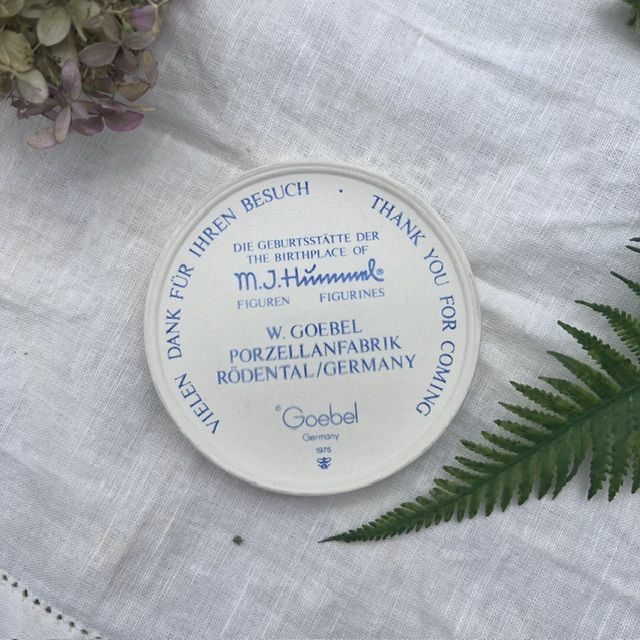 VIELEN DANK FÜR IHREN BESUCH · THANK YOU FOR COMING
DIE GEBURTSSTÄTTE DER
THE BIRTHPLACE OF
M.J.Hümmel®
FIGUREN FIGURINES
W. GOEBEL
PORZELLANFABRIK
RÖDENTAL/GERMANY
©Goebel
Germany
1975